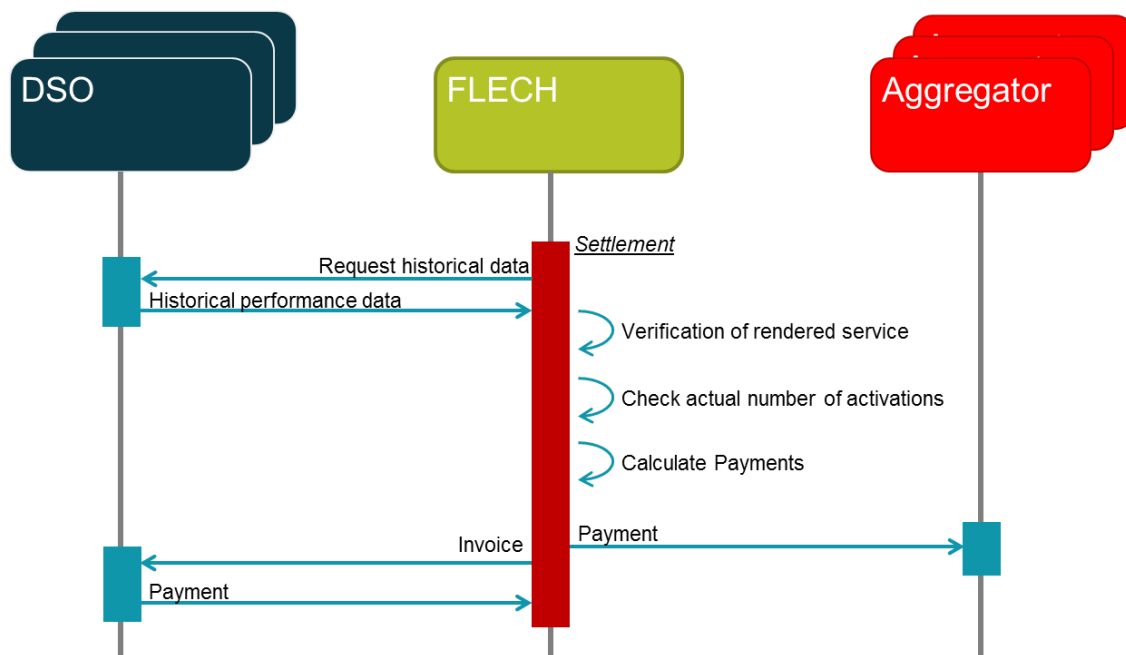 DSO
FLECH
Aggregator
Settlement
Request historical data
Historical performance data
Verification of rendered service
Check actual number of activations
Calculate Payments
Payment
Invoice
Payment